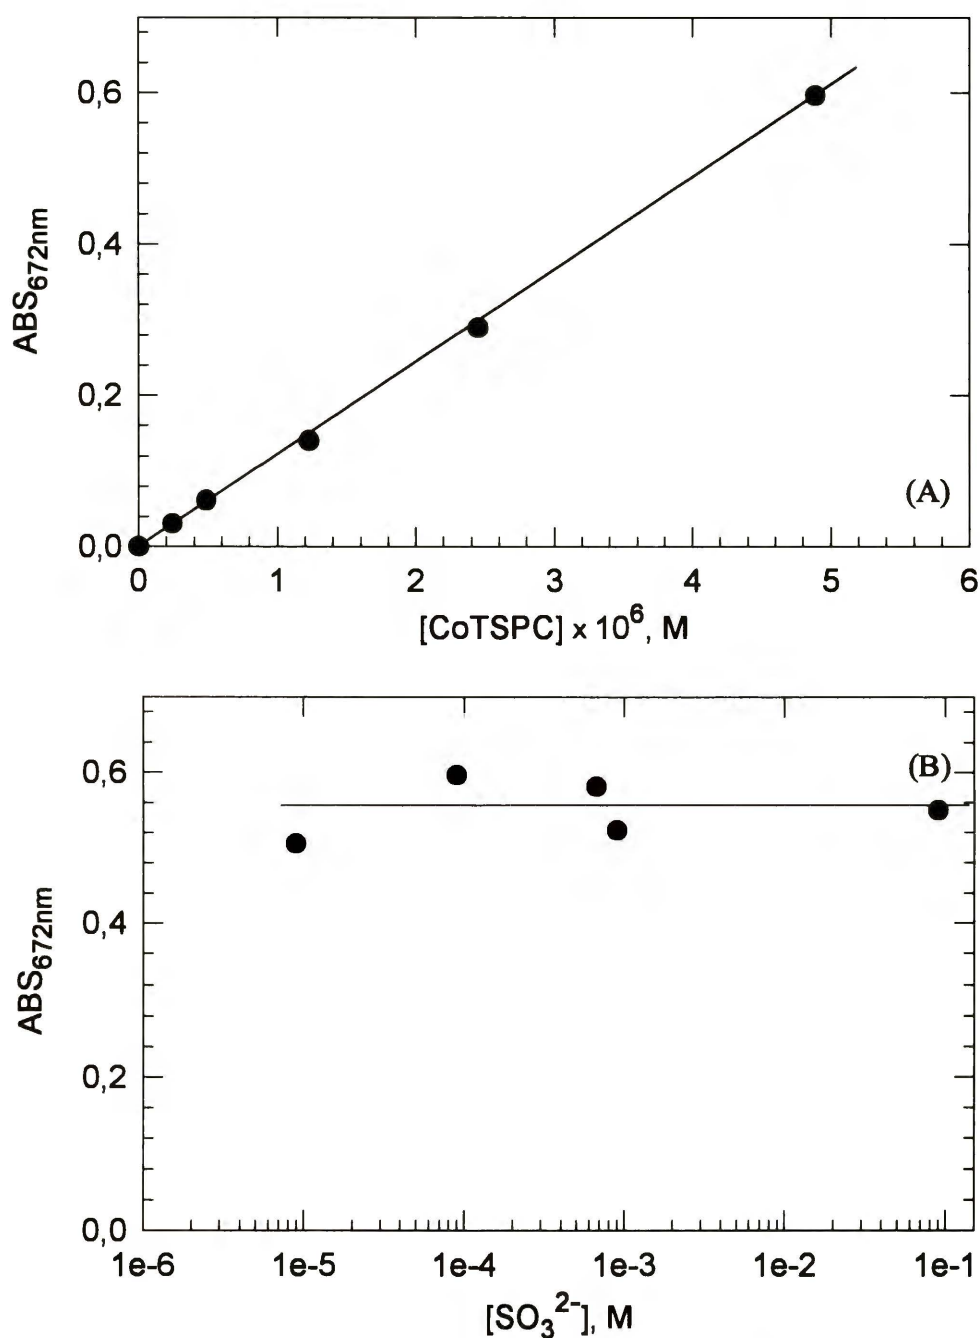 0,6
0,4
0,2
0,0
ABS672nm
(A)
0 1 2 3 4 5 6
[CoTSPC] x 10^6, M
0,6
0,4
0,2
0,0
ABS672nm
(B)
1e-6 1e-5 1e-4 1e-3 1e-2 1e-1
[SO3^2-], M